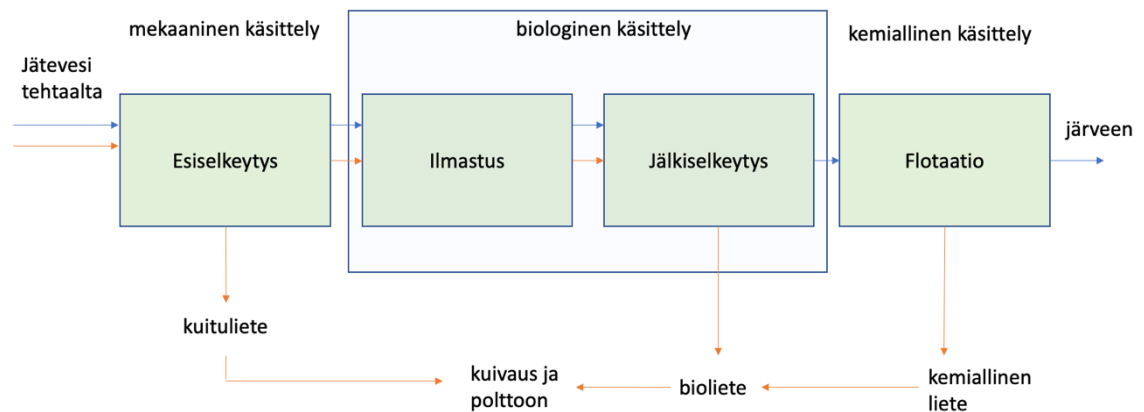 mekaaninen käsittely
biologinen käsittely
kemiallinen käsittely
Jätevesi
tehtaalta
järveen
Esiselkeytys
Ilmastus
Jälkiselkeytys
Flotaatio
kuituliete
kuivaus ja
polttoon
bioliete
kemiallinen
liete